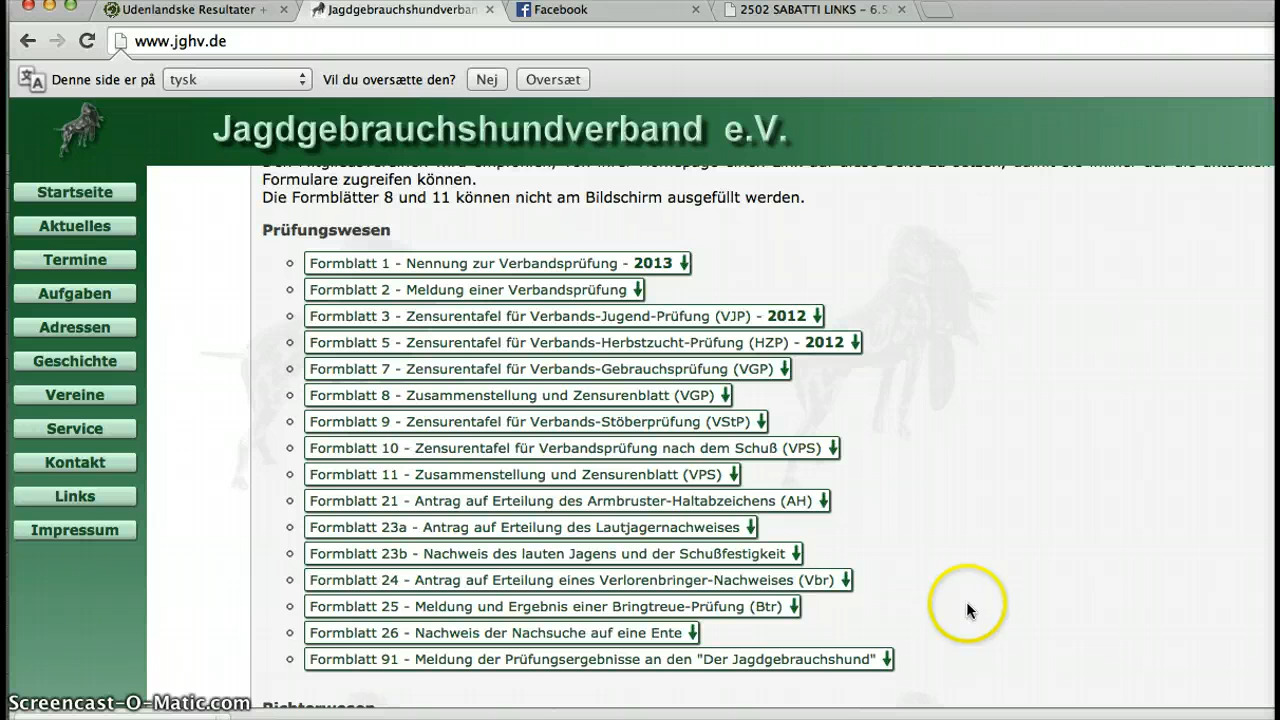 Udenlandske Resultater +
Jagdgebrauchshundverban
Facebook
2502 SABATTI LINKS – 6.5
www.jghv.de
Denne side er på tysk Vil du oversætte den? Nej Oversæt
Jagdgebrauchshundverband e.V.
Startseite
Aktuelles
Termine
Aufgaben
Adressen
Geschichte
Vereine
Service
Kontakt
Links
Impressum
Formulare zugreifen können.
Die Formblätter 8 und 11 können nicht am Bildschirm ausgefüllt werden.
Prüfungswesen
Formblatt 1 - Nennung zur Verbandsprüfung - 2013
Formblatt 2 - Meldung einer Verbandsprüfung
Formblatt 3 - Zensurentafel für Verbands-Jugend-Prüfung (VJP) - 2012
Formblatt 5 - Zensurentafel für Verbands-Herbstzucht-Prüfung (HZP) - 2012
Formblatt 7 - Zensurentafel für Verbands-Gebrauchsprüfung (VGP)
Formblatt 8 - Zusammenstellung und Zensurenblatt (VGP)
Formblatt 9 - Zensurentafel für Verbands-Stöberprüfung (VStP)
Formblatt 10 - Zensurentafel für Verbandsprüfung nach dem Schuß (VPS)
Formblatt 11 - Zusammenstellung und Zensurenblatt (VPS)
Formblatt 21 - Antrag auf Erteilung des Armbruster-Haltabzeichens (AH)
Formblatt 23a - Antrag auf Erteilung des Lautjagernachweises
Formblatt 23b - Nachweis des lauten Jagens und der Schußfestigkeit
Formblatt 24 - Antrag auf Erteilung eines Verlorenbringer-Nachweises (Vbr)
Formblatt 25 - Meldung und Ergebnis einer Bringtreue-Prüfung (Btr)
Formblatt 26 - Nachweis der Nachsuche auf eine Ente
Formblatt 91 - Meldung der Prüfungsergebnisse an den "Der Jagdgebrauchshund"
Richterwesen
Screencast-O-Matic.com